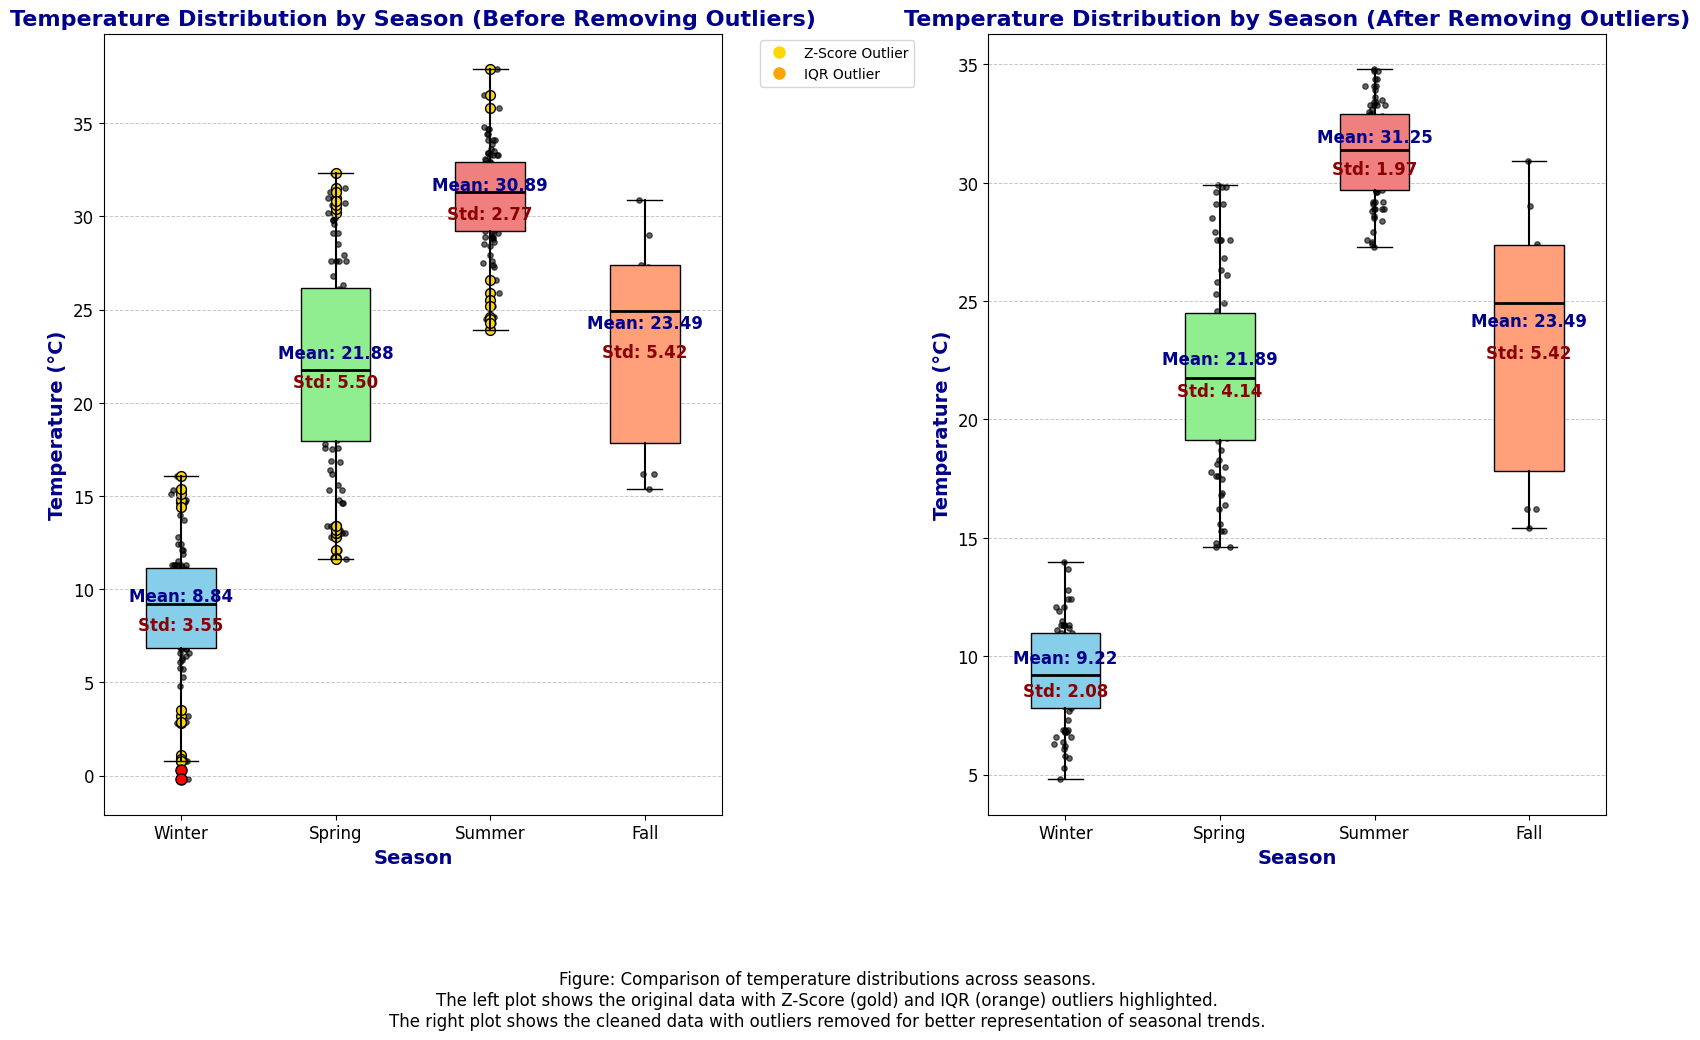 Temperature Distribution by Season (Before Removing Outliers)
Temperature (°C)
35
30
25
20
15
10
5
0
Mean: 8.84
Std: 3.55
Mean: 21.88
Std: 5.50
Mean: 30.89
Std: 2.77
Mean: 23.49
Std: 5.42
Winter
Spring
Summer
Fall
Season
Z-Score Outlier
IQR Outlier
Temperature Distribution by Season (After Removing Outliers)
Temperature (°C)
35
30
25
20
15
10
5
Mean: 9.22
Std: 2.08
Mean: 21.89
Std: 4.14
Mean: 31.25
Std: 1.97
Mean: 23.49
Std: 5.42
Winter
Spring
Summer
Fall
Season
Figure: Comparison of temperature distributions across seasons.
The left plot shows the original data with Z-Score (gold) and IQR (orange) outliers highlighted.
The right plot shows the cleaned data with outliers removed for better representation of seasonal trends.